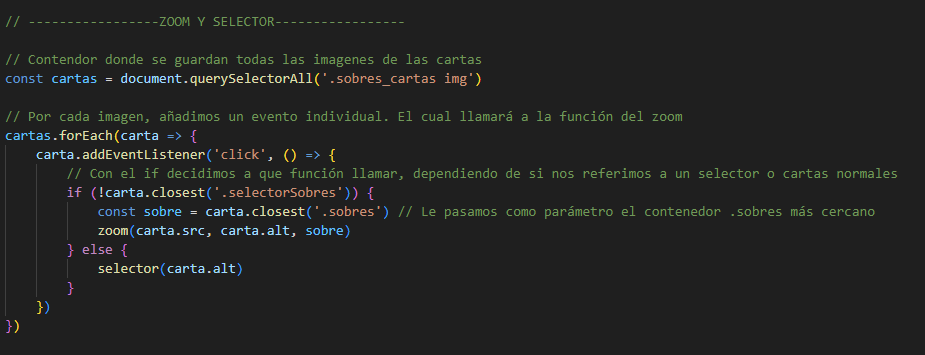 // -----------------ZOOM Y SELECTOR-----------------
// Contendor donde se guardan todas las imagenes de las cartas
const cartas = document.querySelectorAll('.sobres_cartas img')
// Por cada imagen, añadimos un evento individual. El cual llamará a la función del zoom
cartas.forEach(carta => {
    carta.addEventListener('click', () => {
        // Con el if decidimos a que función llamar, dependiendo de si nos referimos a un selector o cartas normales
        if (!carta.closest('.selectorSobres')) {
            const sobre = carta.closest('.sobres') // Le pasamos como parámetro el contenedor .sobres más cercano
            zoom(carta.src, carta.alt, sobre)
        } else {
            selector(carta.alt)
        }
    })
})